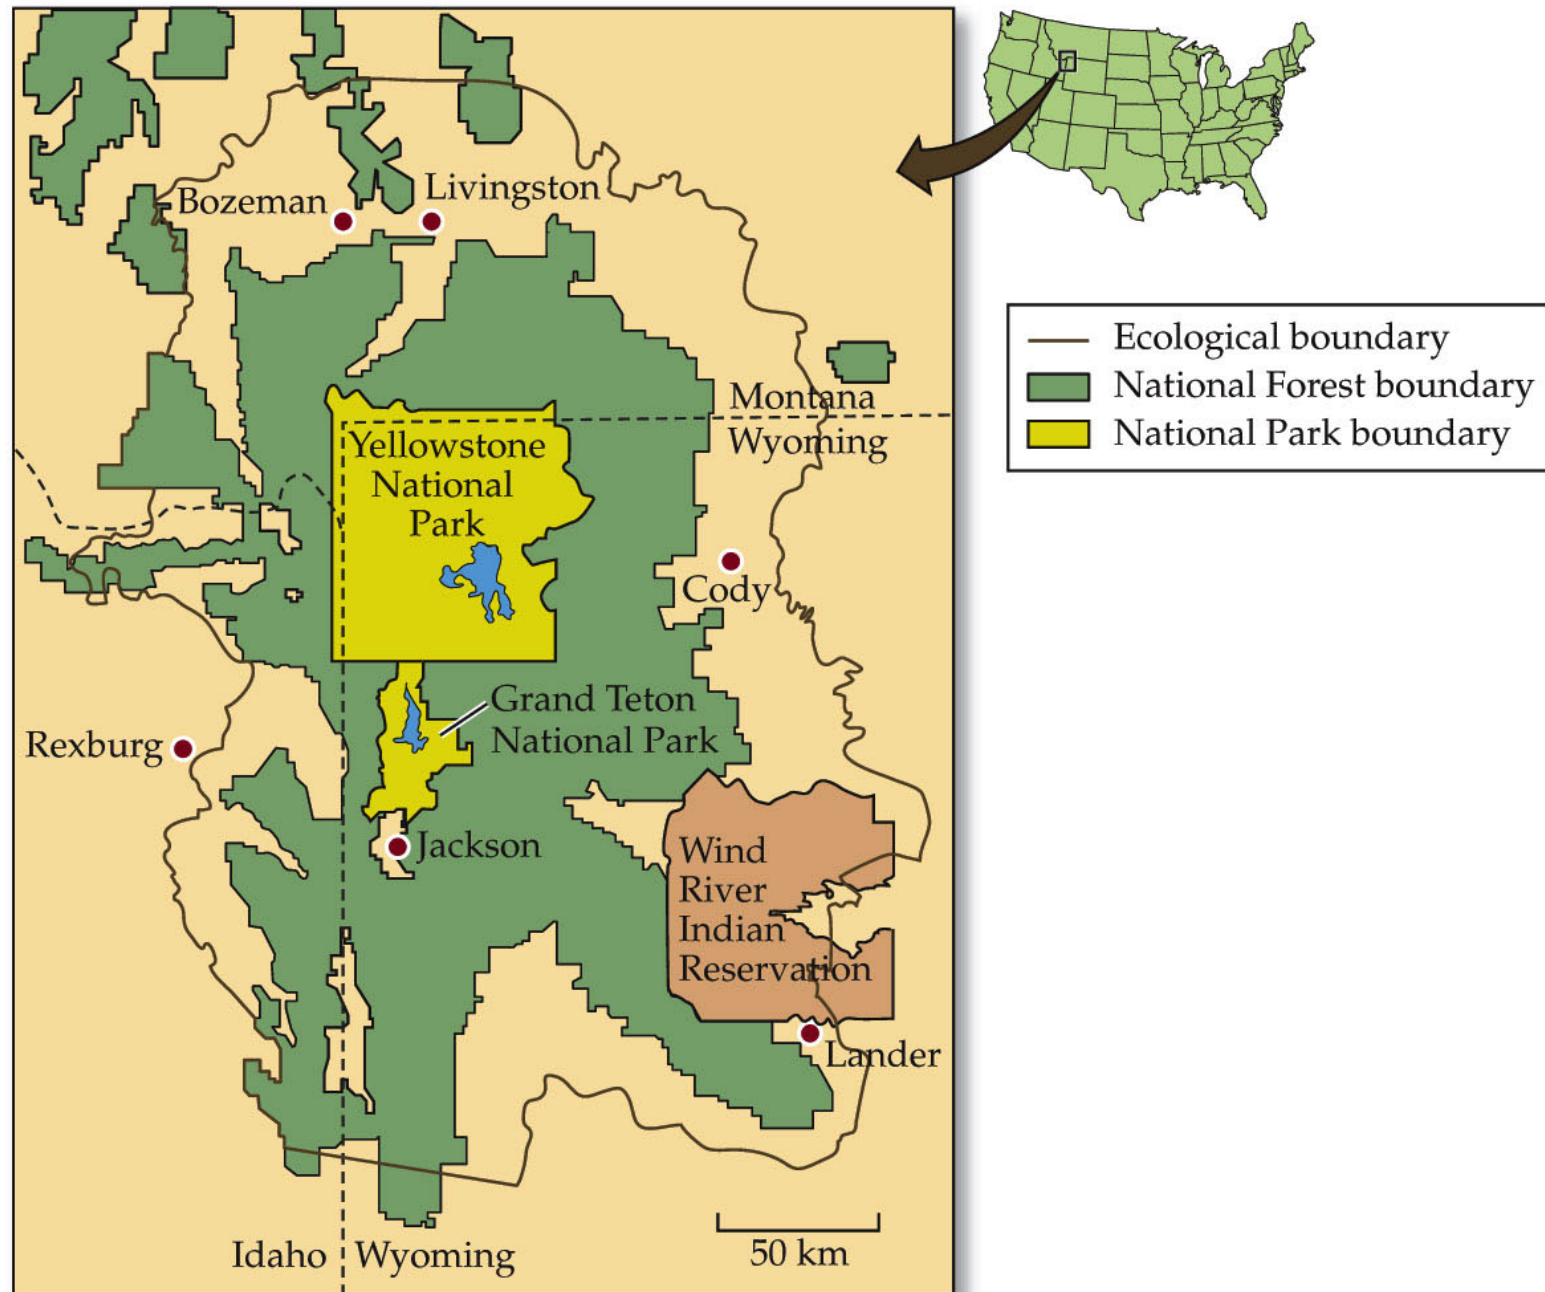 Bozeman
Livingston
Ecological boundary
National Forest boundary
National Park boundary
Montana
Wyoming
Yellowstone
National
Park
Cody
Grand Teton
National Park
Rexburg
Jackson
Wind
River
Indian
Reservation
Lander
50 km
Idaho
Wyoming